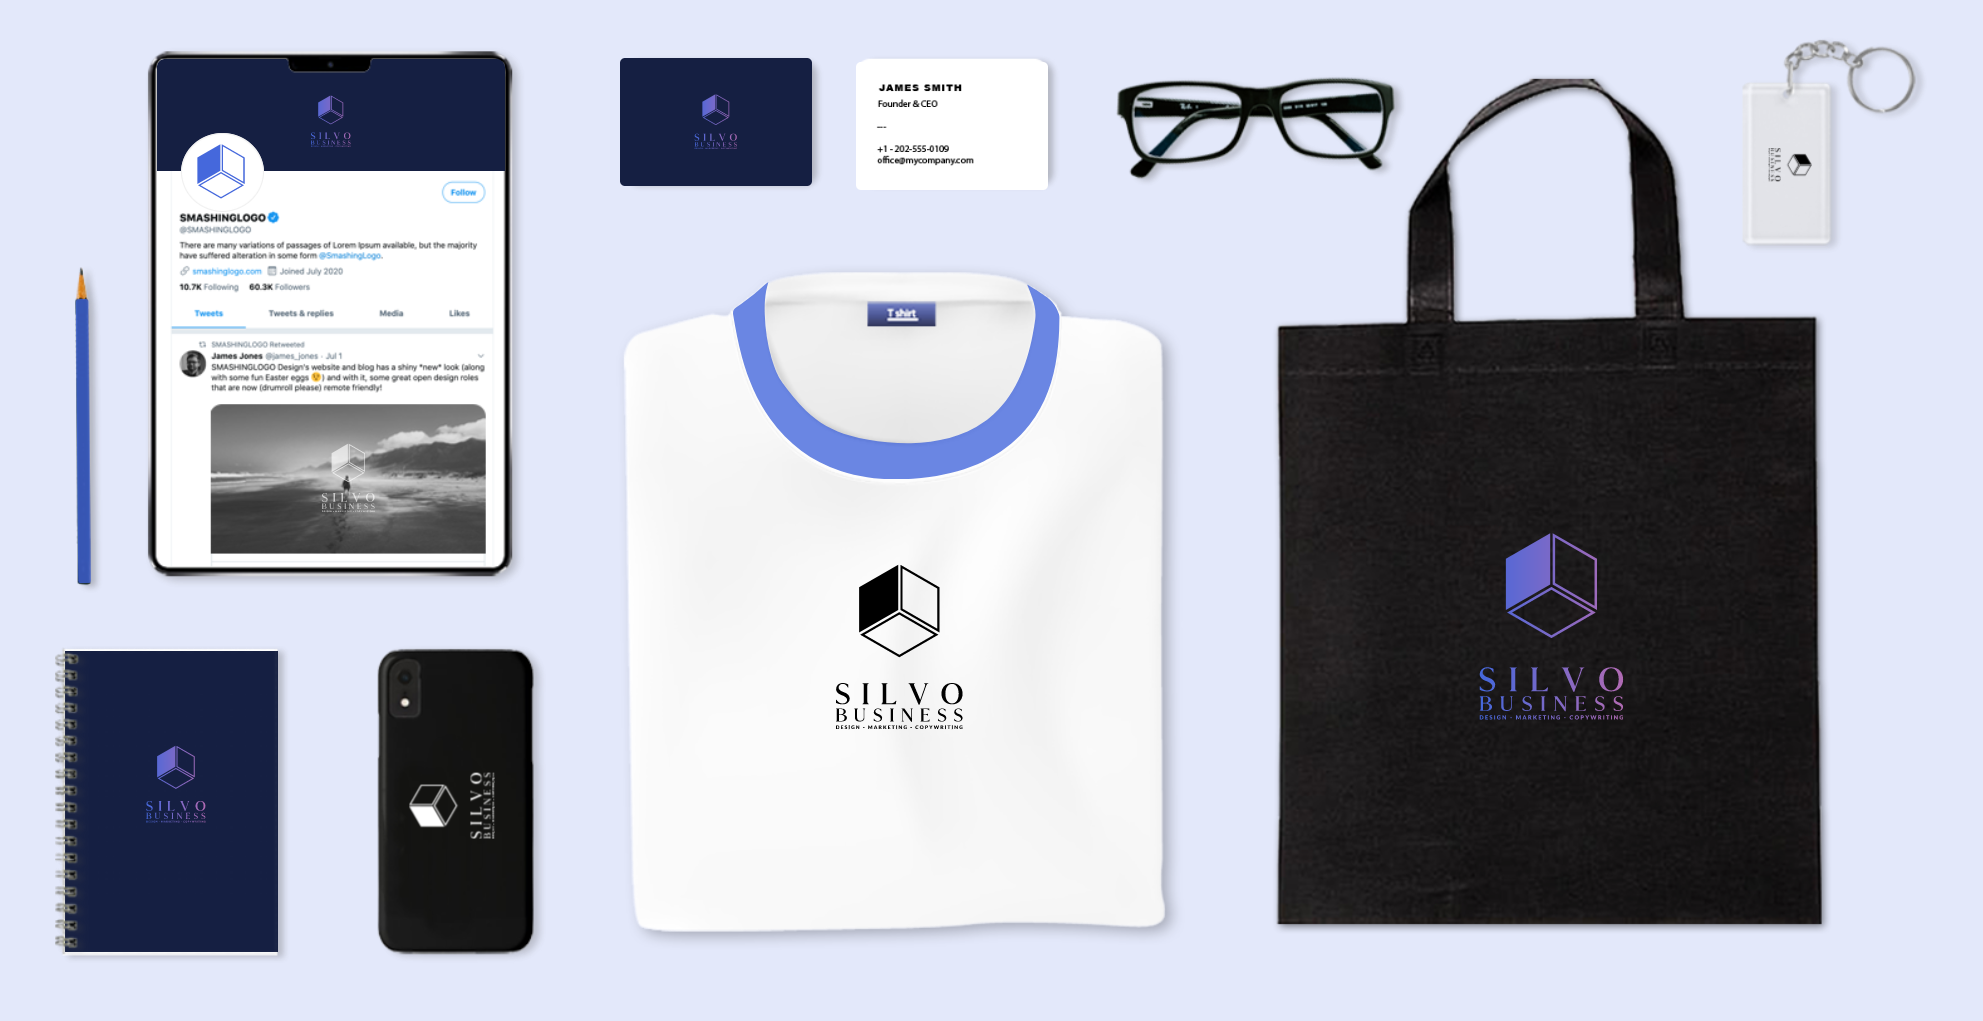 SILVO
BUSINESS
Follow
SMASHINGLOGO
@SMASHINGLOGO
There are many variations of passages of Lorem Ipsum available, but the majority
have suffered alteration in some form @SmashingLogo.
smashinglogo.com Joined July 2020
10.7K Following 60.3K Followers
Tweets Tweets & replies Media Likes
SMASHINGLOGO Retweeted
James Jones @james_jones · Jul 1
SMASHINGLOGO Design's website and blog has a shiny *new* look (along
with some fun Easter eggs 😲) and with it, some great open design roles
that are now (drumroll please) remote friendly!
SILVO
BUSINESS
SILVO
BUSINESS
JAMES SMITH
Founder & CEO
---
+1 - 202-555-0109
office@mycompany.com
SILVO
BUSINESS
T shirt
SILVO
BUSINESS
DESIGN - MARKETING - COPYWRITING
SILVO
BUSINESS
DESIGN - MARKETING - COPYWRITING
SILVO
BUSINESS
SILVO
BUSINESS